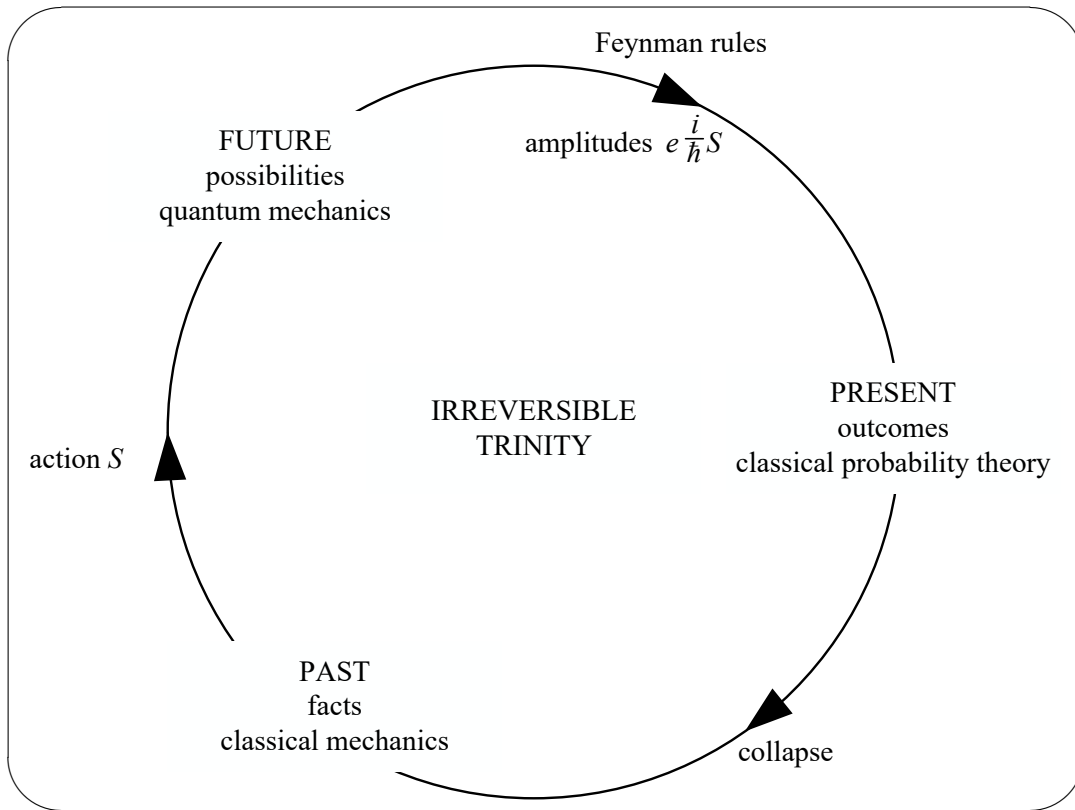 Feynman rules
amplitudes e i/ħ S
FUTURE
possibilities
quantum mechanics
PRESENT
outcomes
classical probability theory
IRREVERSIBLE
TRINITY
action S
PAST
facts
classical mechanics
collapse